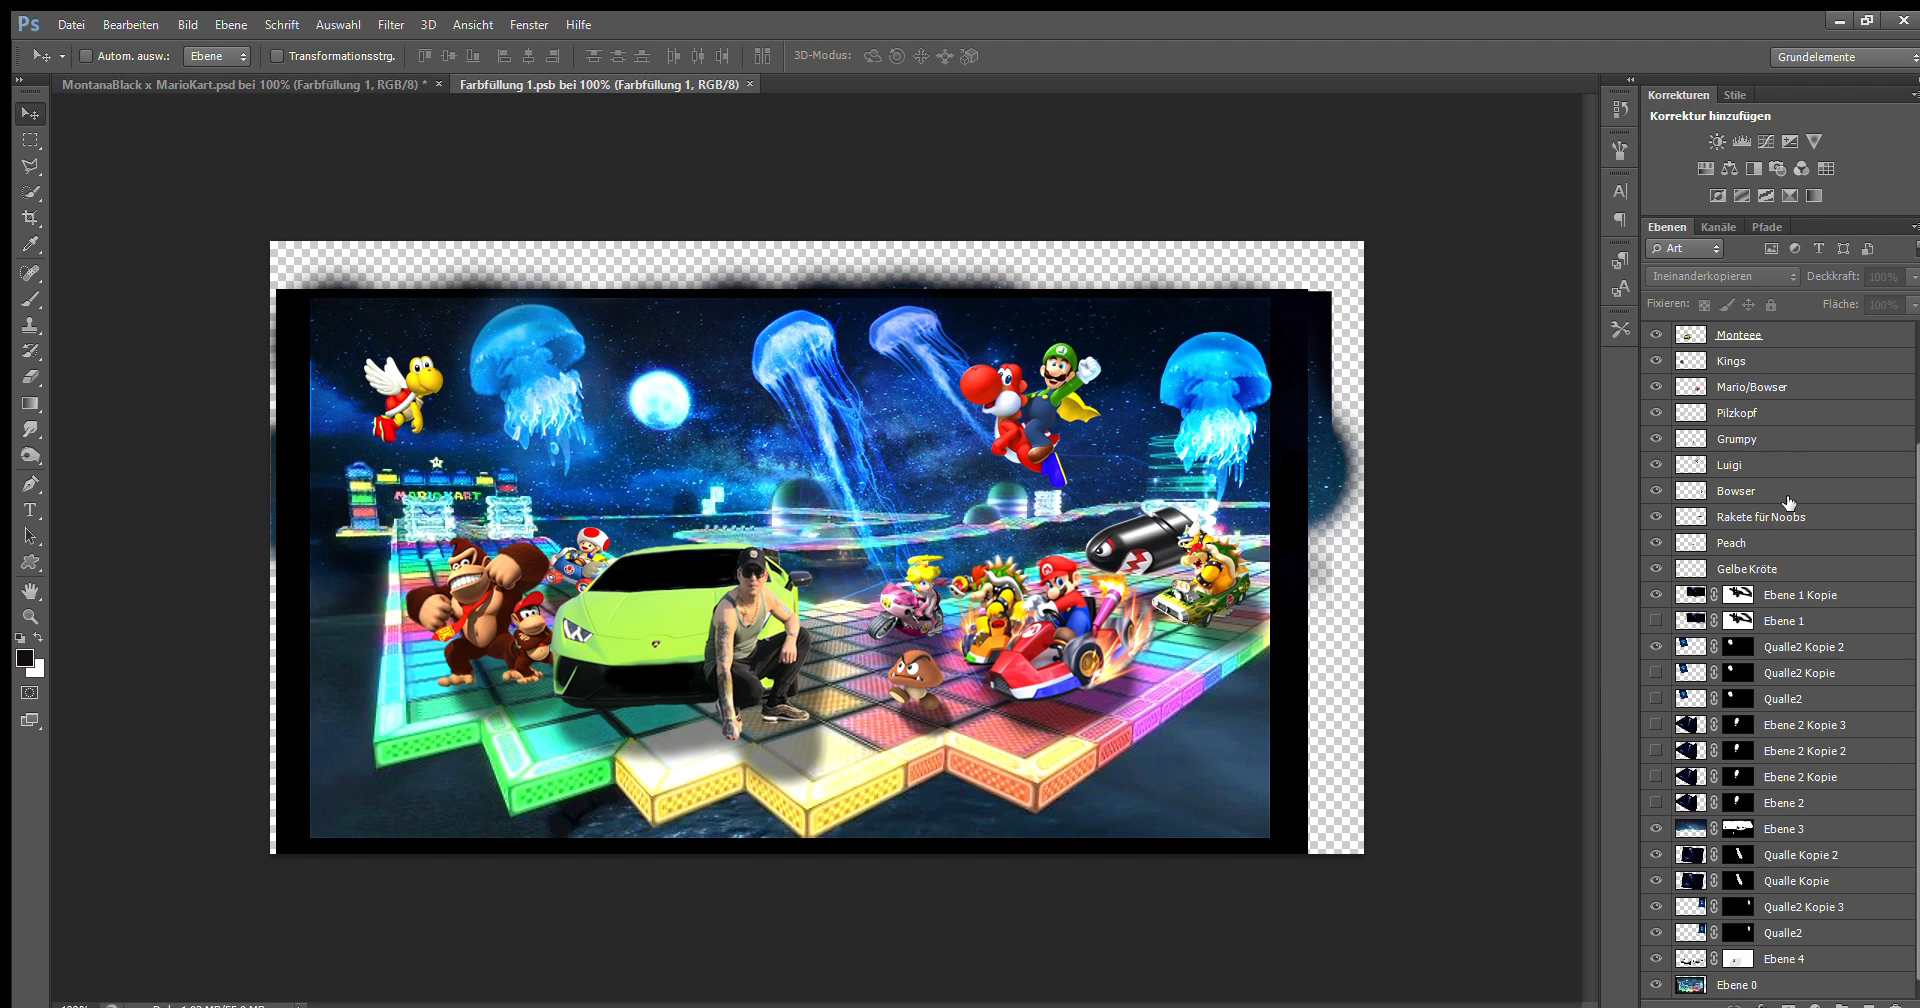 Ps Datei Bearbeiten Bild Ebene Schrift Auswahl Filter 3D Ansicht Fenster Hilfe
Autom. ausw.: Ebene Transformationsstrg. 3D-Modus: Grundelemente
MontanaBlack x MarioKart.psd bei 100% (Farbfüllung 1, RGB/8) * × Farbfüllung 1.psb bei 100% (Farbfüllung 1, RGB/8) ×
Korrekturen Stile
Korrektur hinzufügen
Ebenen Kanäle Pfade
Art
Ineinanderkopieren Deckkraft: 100%
Fixieren: Fläche: 100%
Monteee
Kings
Mario/Bowser
Pilzkopf
Grumpy
Luigi
Bowser
Rakete für Noobs
Peach
Gelbe Kröte
Ebene 1 Kopie
Ebene 1
Qualle2 Kopie 2
Qualle2 Kopie
Qualle2
Ebene 2 Kopie 3
Ebene 2 Kopie 2
Ebene 2 Kopie
Ebene 2
Ebene 3
Qualle Kopie 2
Qualle Kopie
Qualle2 Kopie 3
Qualle2
Ebene 4
Ebene 0
MARIO KART